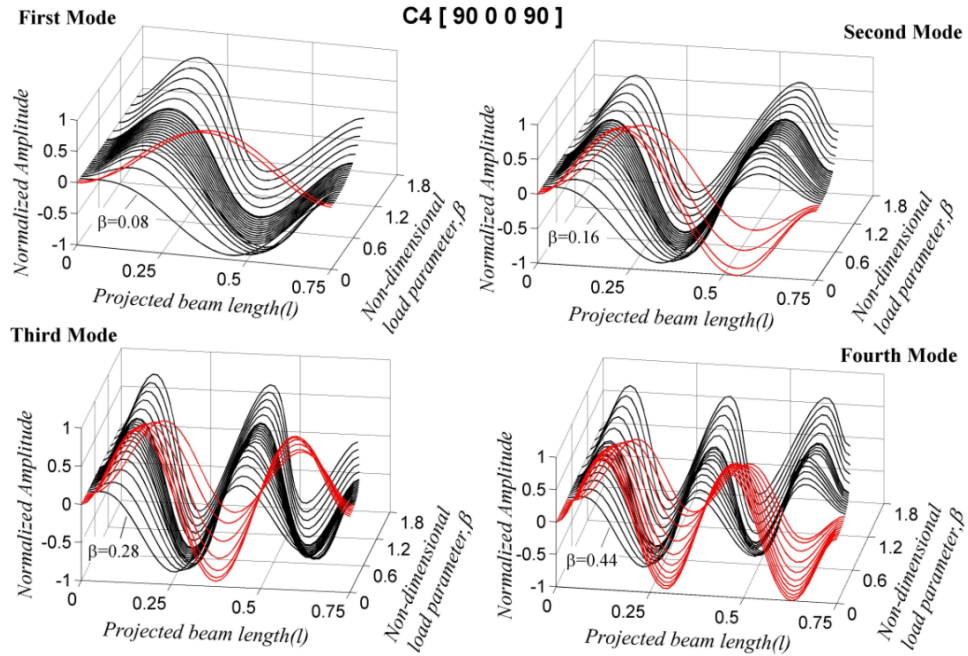 C4 [ 90 0 0 90 ]
First Mode
Normalized Amplitude
1
0.5
0
-0.5
-1
β=0.08
0
0.25
0.5
0.75
Projected beam length(l)
0
0.6
1.2
1.8
Non-dimensional
load parameter,β
Second Mode
Normalized Amplitude
1
0.5
0
-0.5
-1
β=0.16
0
0.25
0.5
0.75
Projected beam length(l)
0
0.6
1.2
1.8
Non-dimensional
load parameter,β
Third Mode
Normalized Amplitude
1
0.5
0
-0.5
-1
β=0.28
0
0.25
0.5
0.75
Projected beam length(l)
0
0.6
1.2
1.8
Non-dimensional
load parameter,β
Fourth Mode
Normalized Amplitude
1
0.5
0
-0.5
-1
β=0.44
0
0.25
0.5
0.75
Projected beam length(l)
0
0.6
1.2
1.8
Non-dimensional
load parameter,β